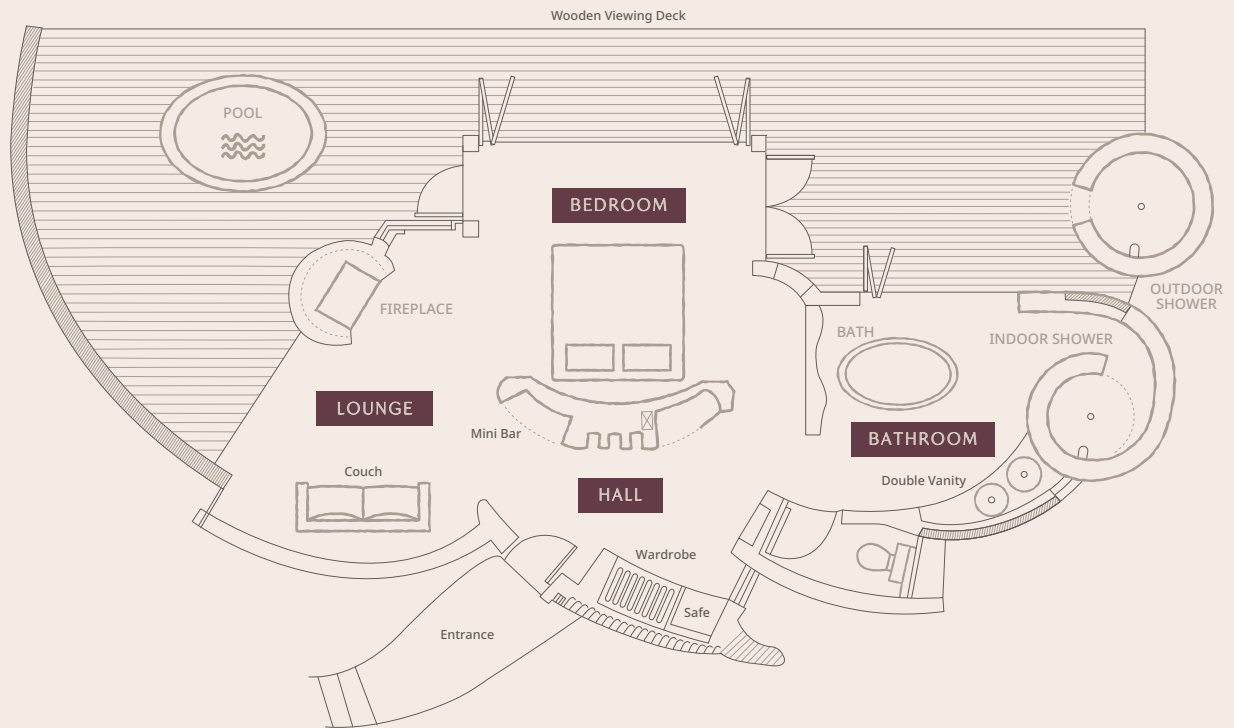 Wooden Viewing Deck
POOL
BEDROOM
OUTDOOR
SHOWER
FIREPLACE
BATH
INDOOR SHOWER
LOUNGE
Mini Bar
BATHROOM
Couch
Double Vanity
HALL
Wardrobe
Safe
Entrance